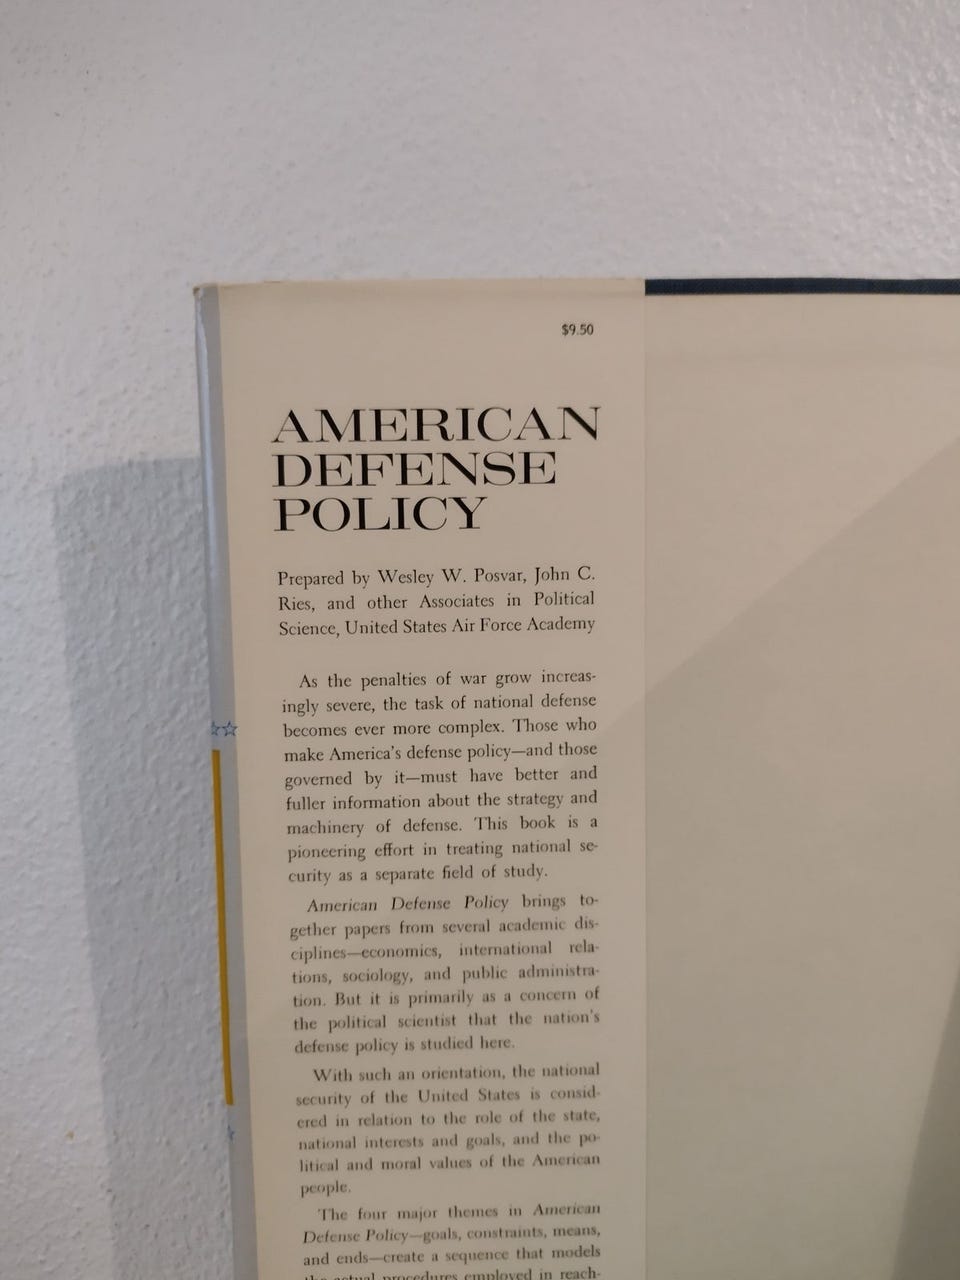 $9.50
AMERICAN
DEFENSE
POLICY
Prepared by Wesley W. Posvar, John C.
Ries, and other Associates in Political
Science, United States Air Force Academy
As the penalties of war grow increas-
ingly severe, the task of national defense
becomes ever more complex. Those who
make America's defense policy—and those
governed by it—must have better and
fuller information about the strategy and
machinery of defense. This book is a
pioneering effort in treating national se-
curity as a separate field of study.
American Defense Policy brings to-
gether papers from several academic dis-
ciplines—economics, international rela-
tions, sociology, and public administra-
tion. But it is primarily as a concern of
the political scientist that the nation's
defense policy is studied here.
With such an orientation, the national
security of the United States is consid-
ered in relation to the role of the state,
national interests and goals, and the po-
litical and moral values of the American
people.
The four major themes in American
Defense Policy—goals, constraints, means,
and ends—create a sequence that models
the actual procedures employed in reach-